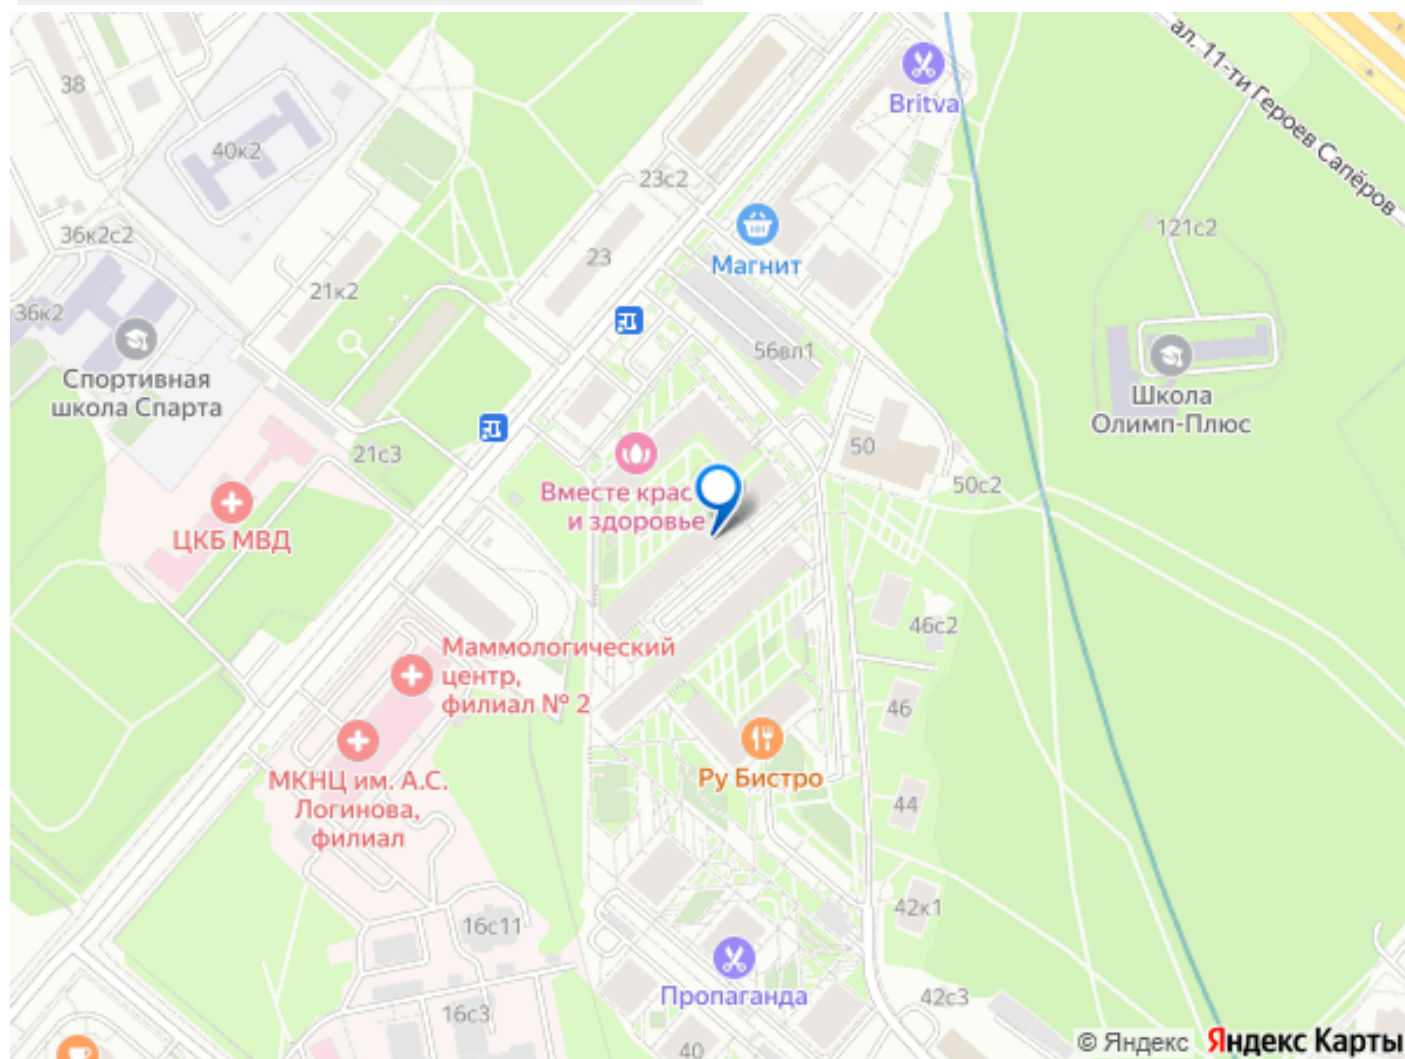 ал. 11-ти Героев Сапёров
38
Britva
40к2
23с2
121с2
36к2с2
23
Магнит
21к2
36к2
56вл1
Спортивная
школа Спарта
Школа
Олимп-Плюс
21с3
50
50с2
Вместе крас
и здоровье
ЦКБ МВД
46с2
Маммологический
центр,
филиал № 2
46
МКНЦ им. А.С.
Логинова,
филиал
Ру Бистро
44
42к1
16с11
Пропаганда
42с3
16с3
40
© Яндекс Яндекс Карты